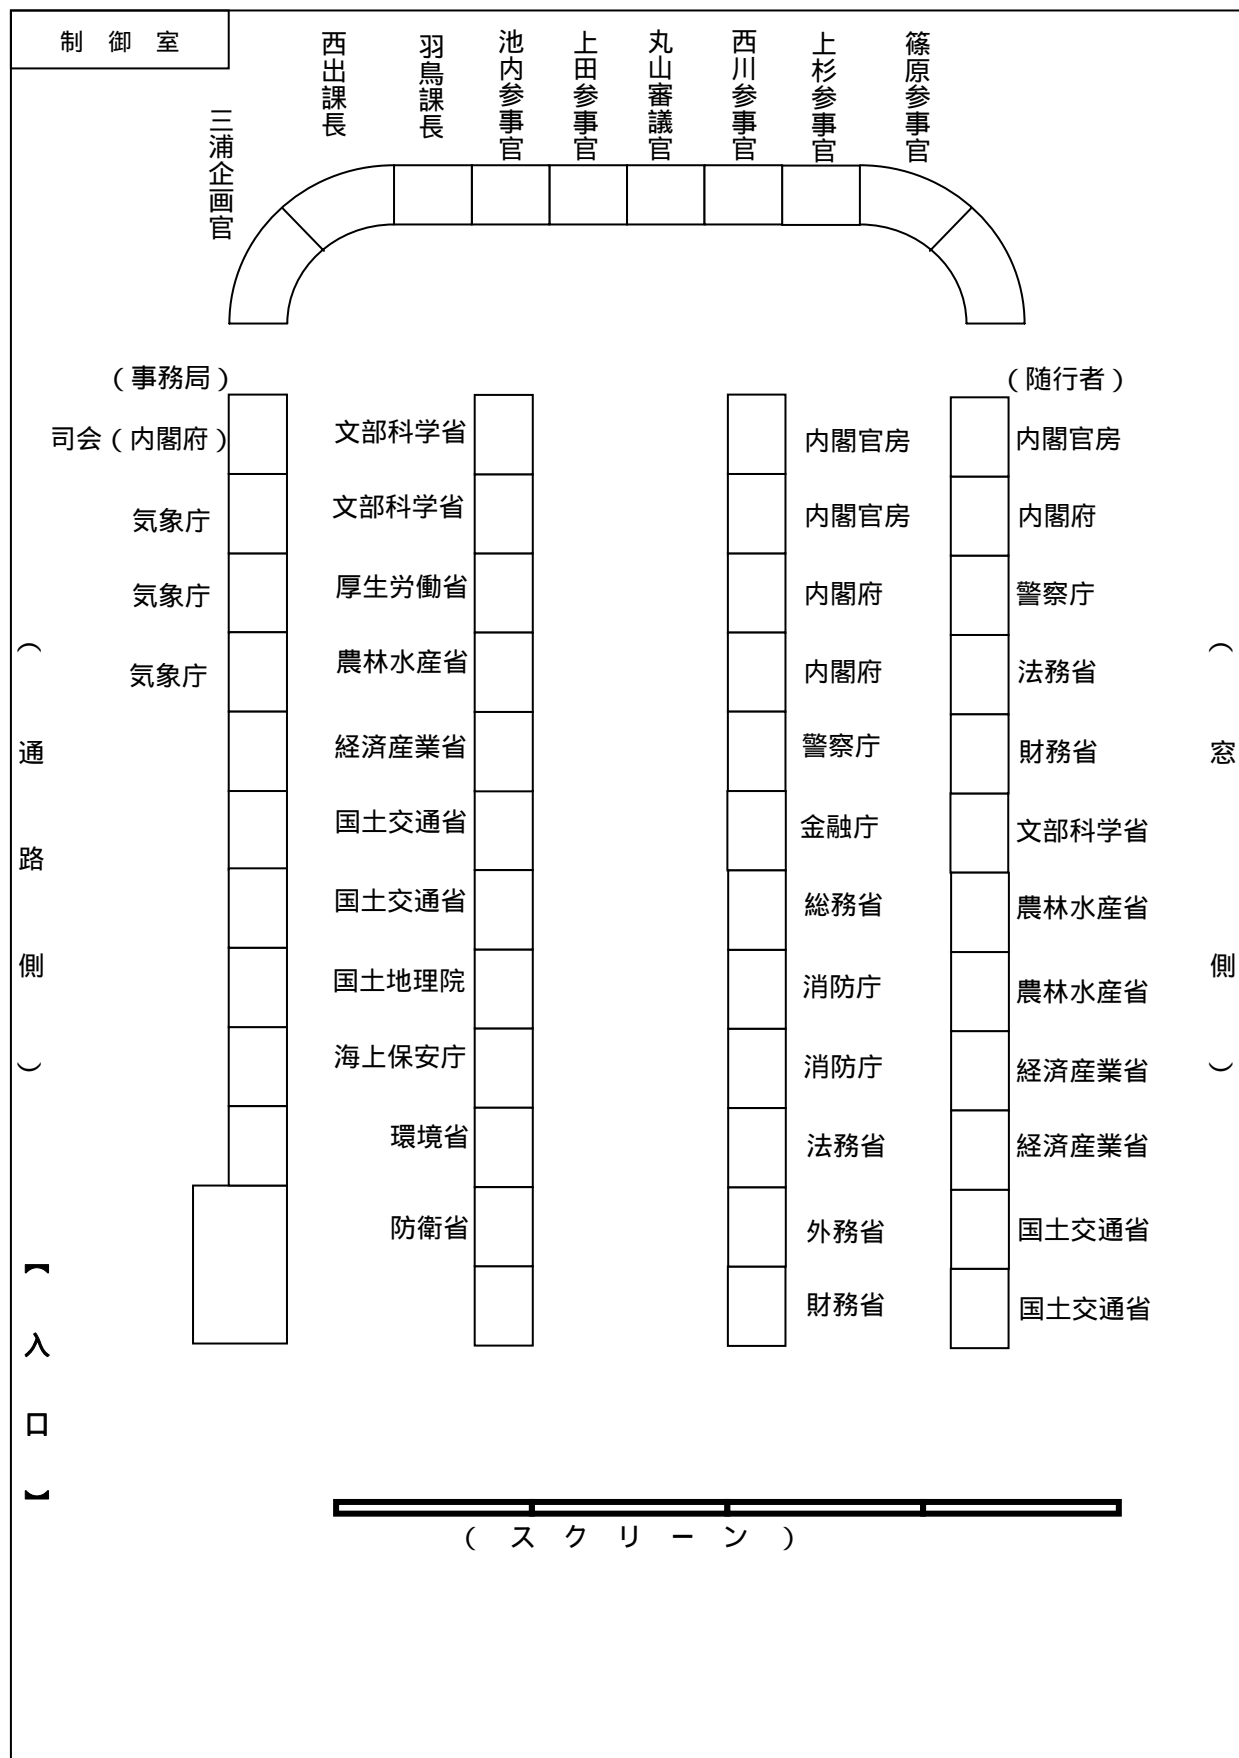 制御室
三浦企画官
西出課長
羽鳥課長
池内参事官
上田参事官
丸山審議官
西川参事官
上杉参事官
篠原参事官
（事務局）
司会（内閣府）
気象庁
気象庁
気象庁
文部科学省
文部科学省
厚生労働省
農林水産省
経済産業省
国土交通省
国土交通省
国土地理院
海上保安庁
環境省
防衛省
内閣官房
内閣官房
内閣府
内閣府
警察庁
金融庁
総務省
消防庁
消防庁
法務省
外務省
財務省
（随行者）
内閣官房
内閣府
警察庁
法務省
財務省
文部科学省
農林水産省
農林水産省
経済産業省
経済産業省
国土交通省
国土交通省
（通路側）
（窓側）
【入口】
（スクリーン）